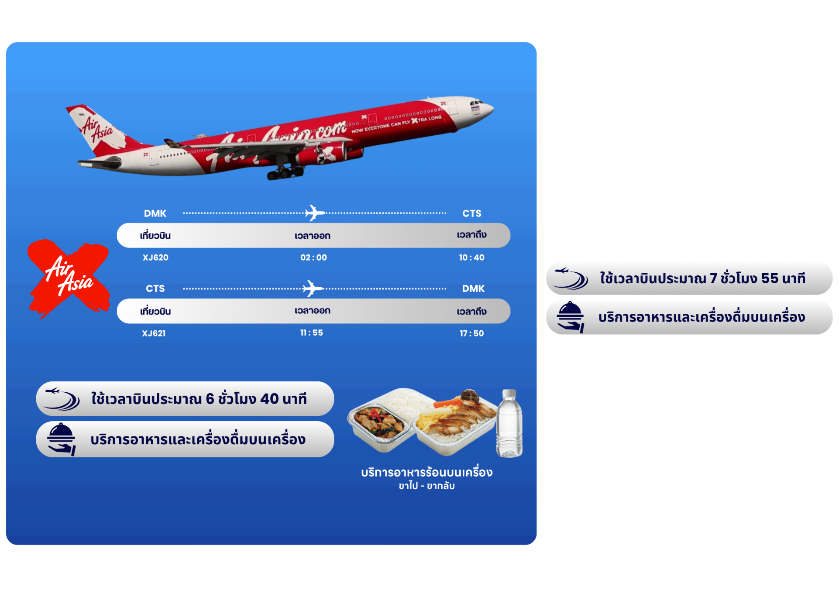 Air
Asia
AirAsia.com
NOW EVERYONE CAN FLY XTRA LONG
DMK
CTS
เที่ยวบิน
เวลาออก
เวลาถึง
XJ620
02 : 00
10 : 40
Air
Asia
CTS
DMK
เที่ยวบิน
เวลาออก
เวลาถึง
XJ621
11 : 55
17 : 50
ใช้เวลาบินประมาณ 6 ชั่วโมง 40 นาที
บริการอาหารและเครื่องดื่มบนเครื่อง
บริการอาหารร้อนบนเครื่อง
ขาไป - ขากลับ
ใช้เวลาบินประมาณ 7 ชั่วโมง 55 นาที
บริการอาหารและเครื่องดื่มบนเครื่อง